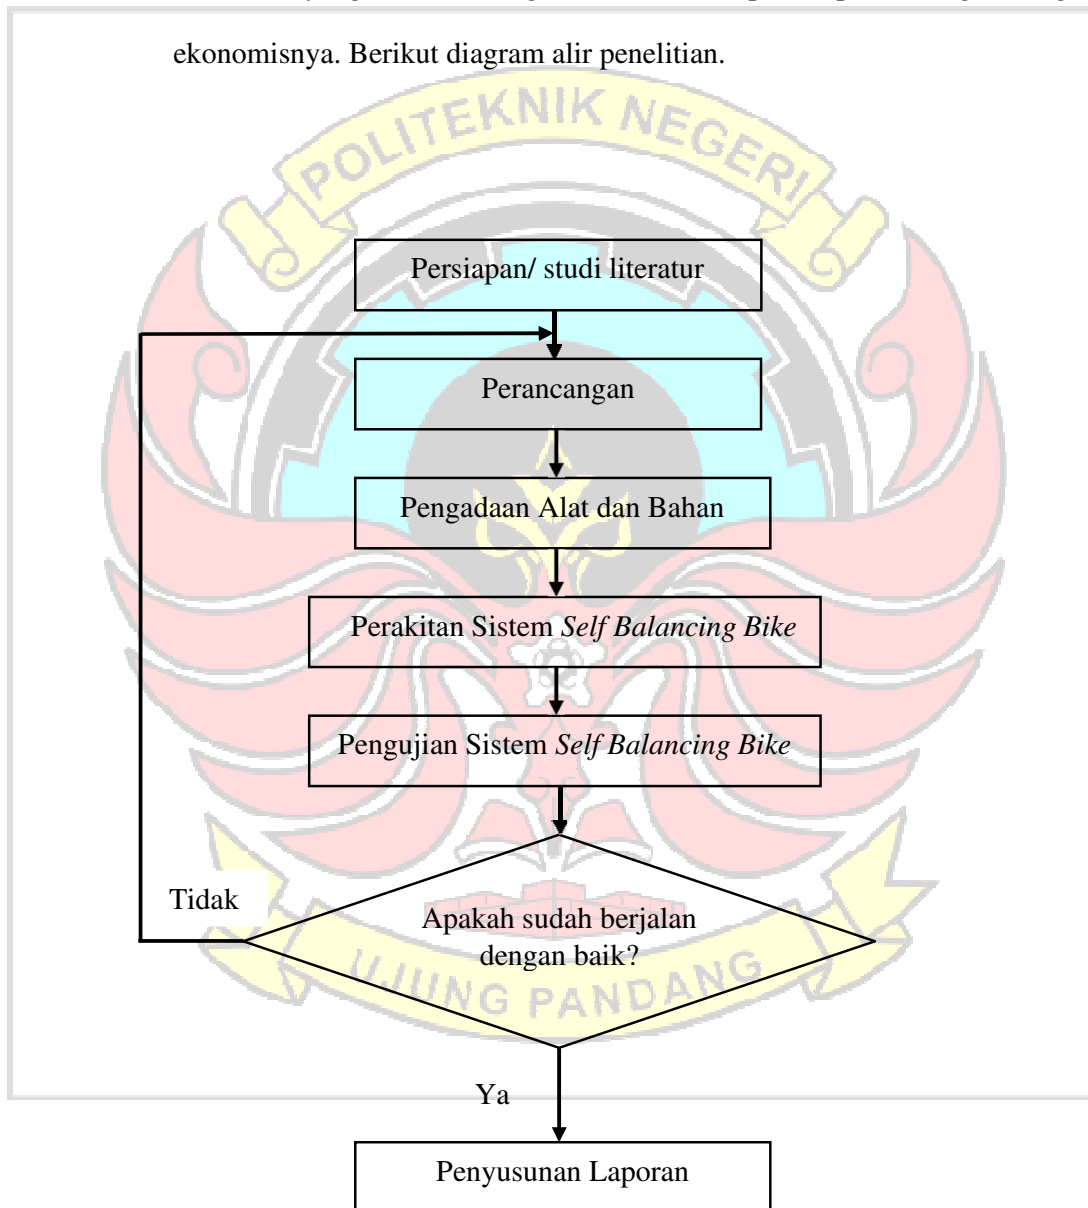 ekonomisnya. Berikut diagram alir penelitian.
POLITEKNIK NEGERI
Persiapan/ studi literatur
Perancangan
Pengadaan Alat dan Bahan
Perakitan Sistem Self Balancing Bike
Pengujian Sistem Self Balancing Bike
Tidak
Apakah sudah berjalan
dengan baik?
UJUNG PANDANG
Ya
Penyusunan Laporan